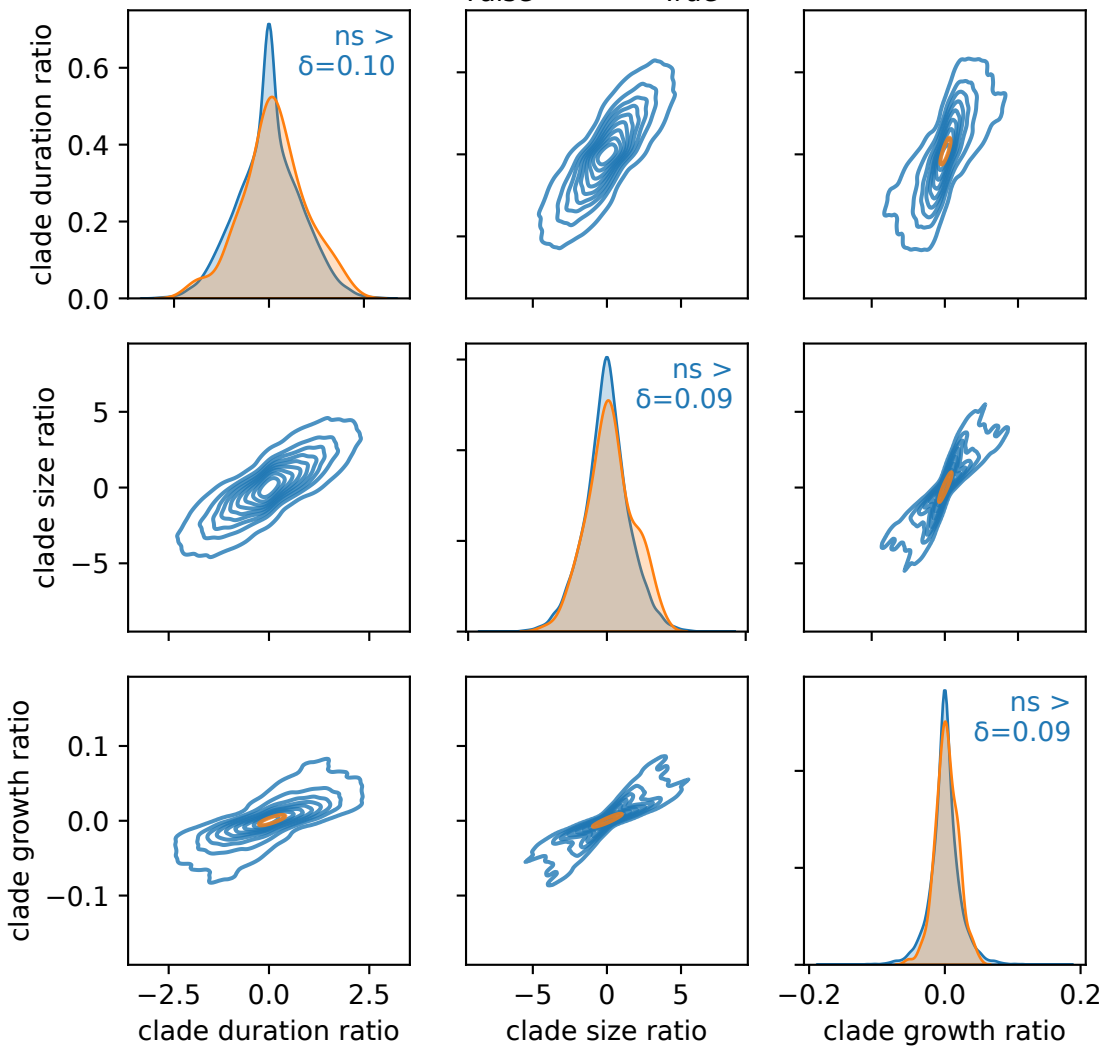 clade duration ratio
0.6
0.4
0.2
0.0
ns >
δ=0.10
clade size ratio
5
0
−5
ns >
δ=0.09
clade growth ratio
0.1
0.0
−0.1
ns >
δ=0.09
−2.5 0.0 2.5
−5 0 5
−0.2 0.0 0.2
clade duration ratio
clade size ratio
clade growth ratio